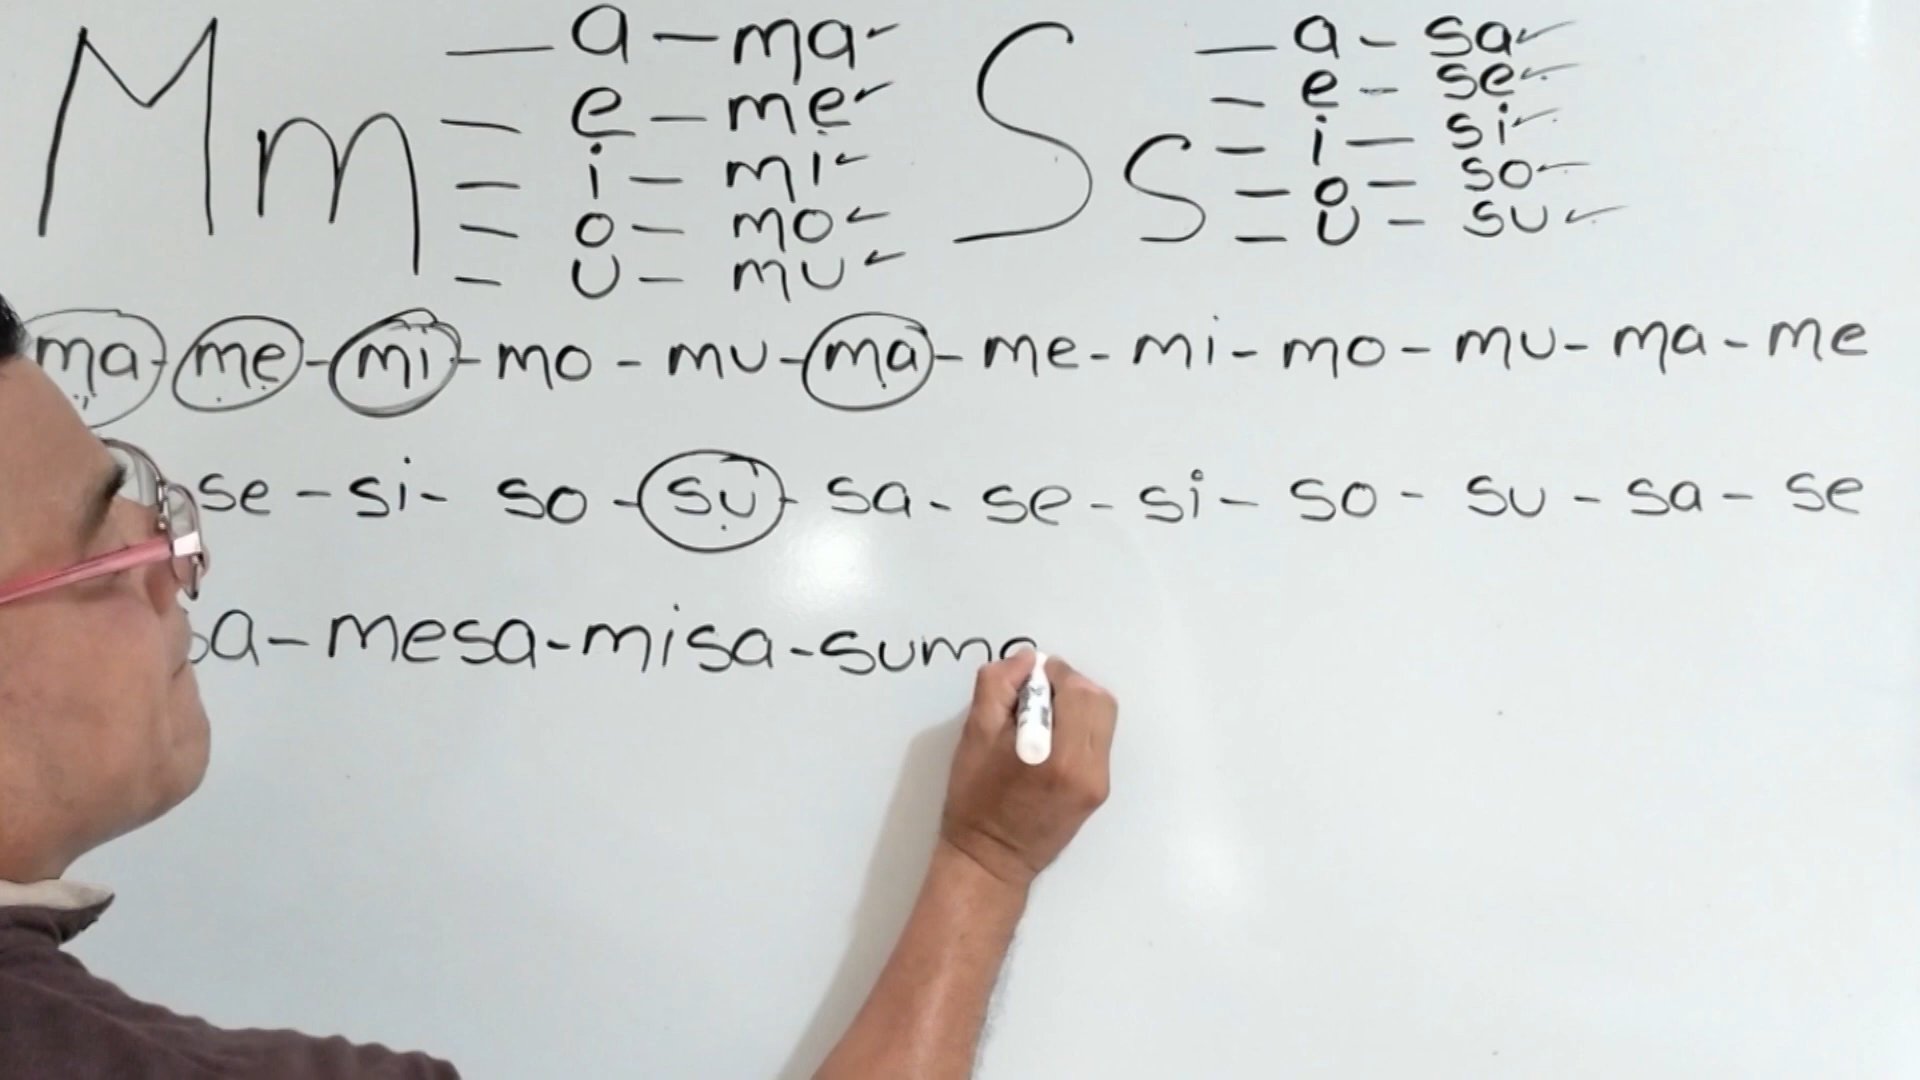 Mm — a — ma Ss — a - sa
— e — me — e - se
— i — mi — i — si
— o — mo — o — so
— u — mu — u - su
ma - me - mi - mo - mu - ma - me - mi - mo - mu - ma - me
se - si - so - su - sa - se - si - so - su - sa - se
mesa - misa - suma